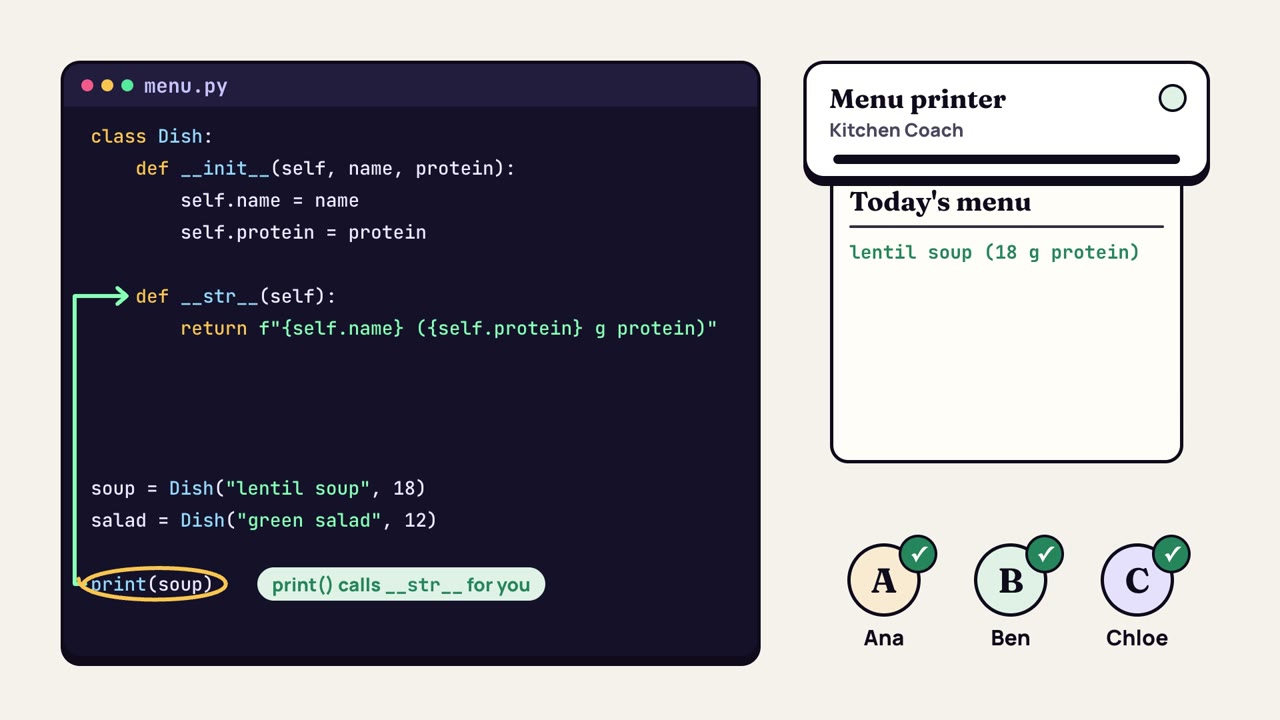 menu.py
class Dish:
    def __init__(self, name, protein):
        self.name = name
        self.protein = protein
    def __str__(self):
        return f"{self.name} ({self.protein} g protein)"
soup = Dish("lentil soup", 18)
salad = Dish("green salad", 12)
print(soup)
print() calls __str__ for you
Menu printer
Kitchen Coach
Today's menu
lentil soup (18 g protein)
A
Ana
B
Ben
C
Chloe